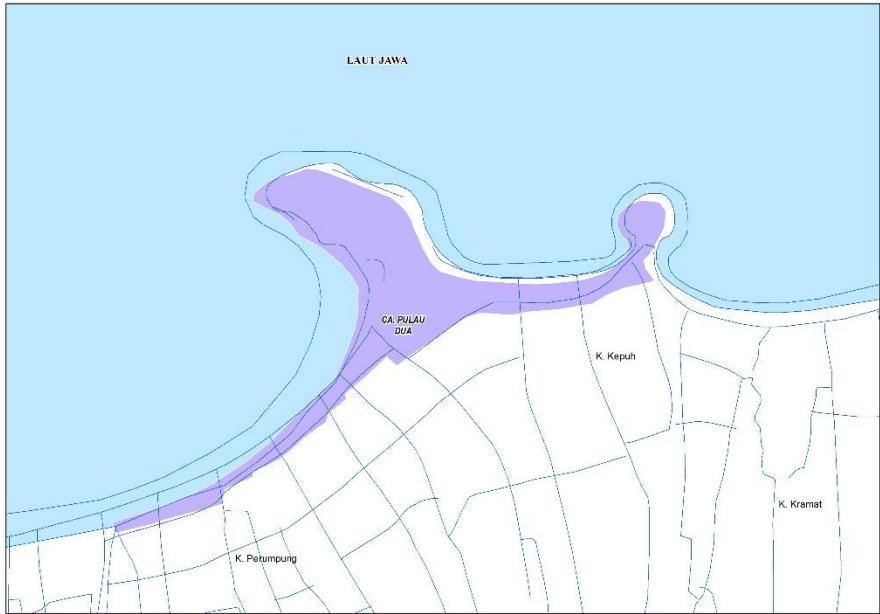 LAUT JAWA
CA. PULAU
DUA
K. Kepuh
K. Kramat
K. Perumpung